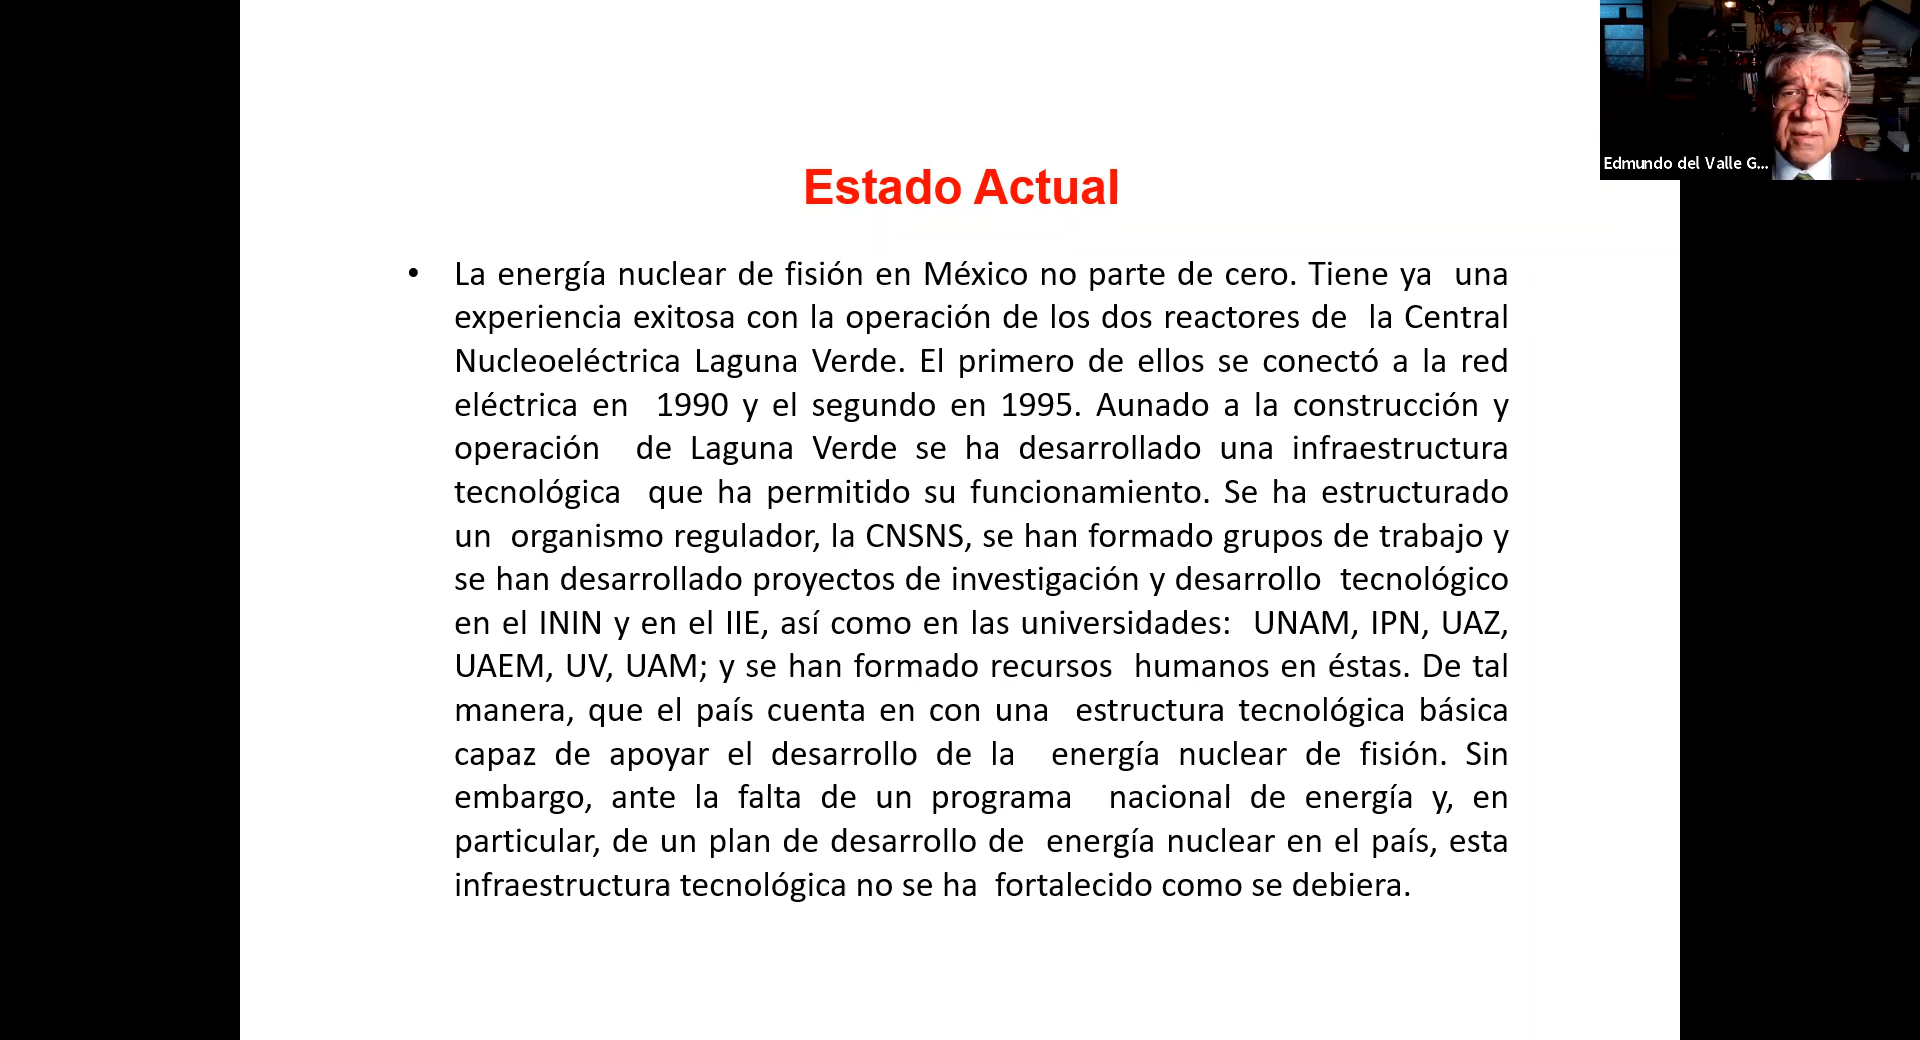 Estado Actual
Edmundo del Valle G...
• La energía nuclear de fisión en México no parte de cero. Tiene ya una
experiencia exitosa con la operación de los dos reactores de la Central
Nucleoeléctrica Laguna Verde. El primero de ellos se conectó a la red
eléctrica en 1990 y el segundo en 1995. Aunado a la construcción y
operación de Laguna Verde se ha desarrollado una infraestructura
tecnológica que ha permitido su funcionamiento. Se ha estructurado
un organismo regulador, la CNSNS, se han formado grupos de trabajo y
se han desarrollado proyectos de investigación y desarrollo tecnológico
en el ININ y en el IIE, así como en las universidades: UNAM, IPN, UAZ,
UAEM, UV, UAM; y se han formado recursos humanos en éstas. De tal
manera, que el país cuenta en con una estructura tecnológica básica
capaz de apoyar el desarrollo de la energía nuclear de fisión. Sin
embargo, ante la falta de un programa nacional de energía y, en
particular, de un plan de desarrollo de energía nuclear en el país, esta
infraestructura tecnológica no se ha fortalecido como se debiera.